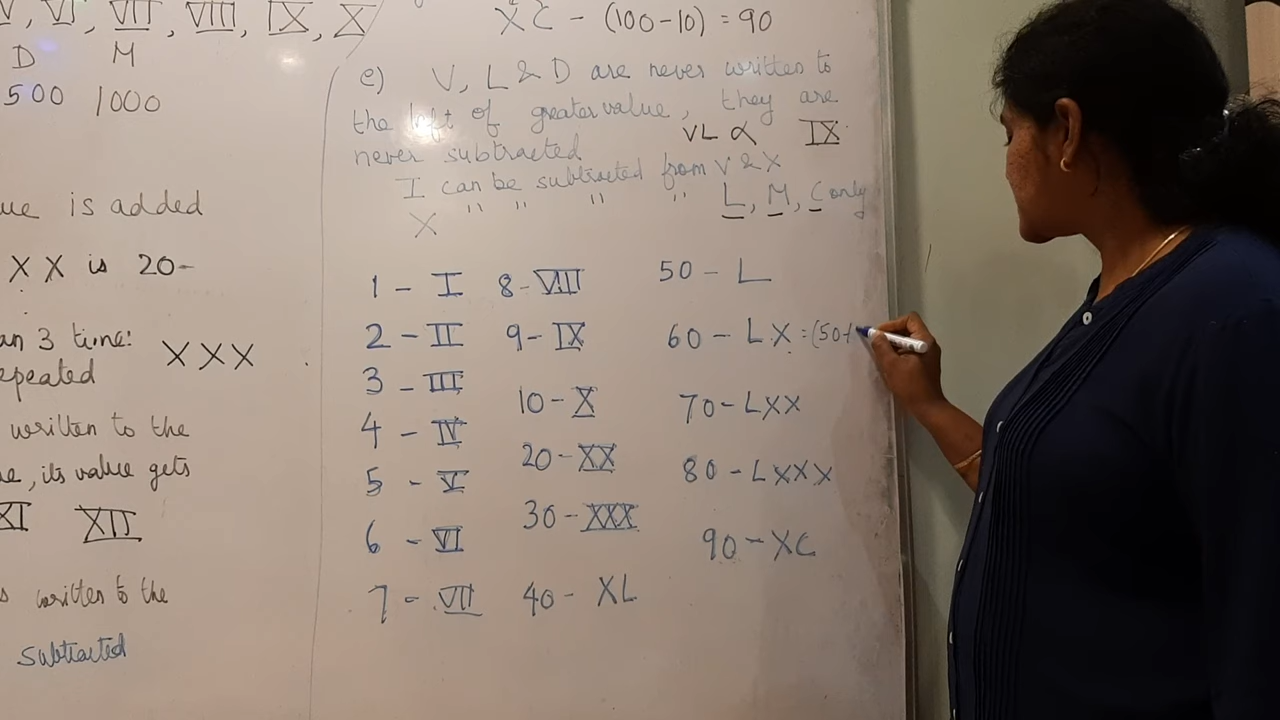 V, VI, VII, VIII, IX, X
D M
500 1000
ue is added
XX is 20-
an 3 time:
epeated XXX
written to the
e, its value gets
XI XII
s written to the
subtracted
XC - (100-10) = 90
e) V, L & D are never written to
the left of greater value, they are
never subtracted VL IX
I can be subtracted from V & X
X " " " " L, M, C only
1 - I
2 - II
3 - III
4 - IV
5 - V
6 - VI
7 - VII
8 - VIII
9 - IX
10 - X
20 - XX
30 - XXX
40 - XL
50 - L
60 - LX = (50+
70 - LXX
80 - LXXX
90 - XC